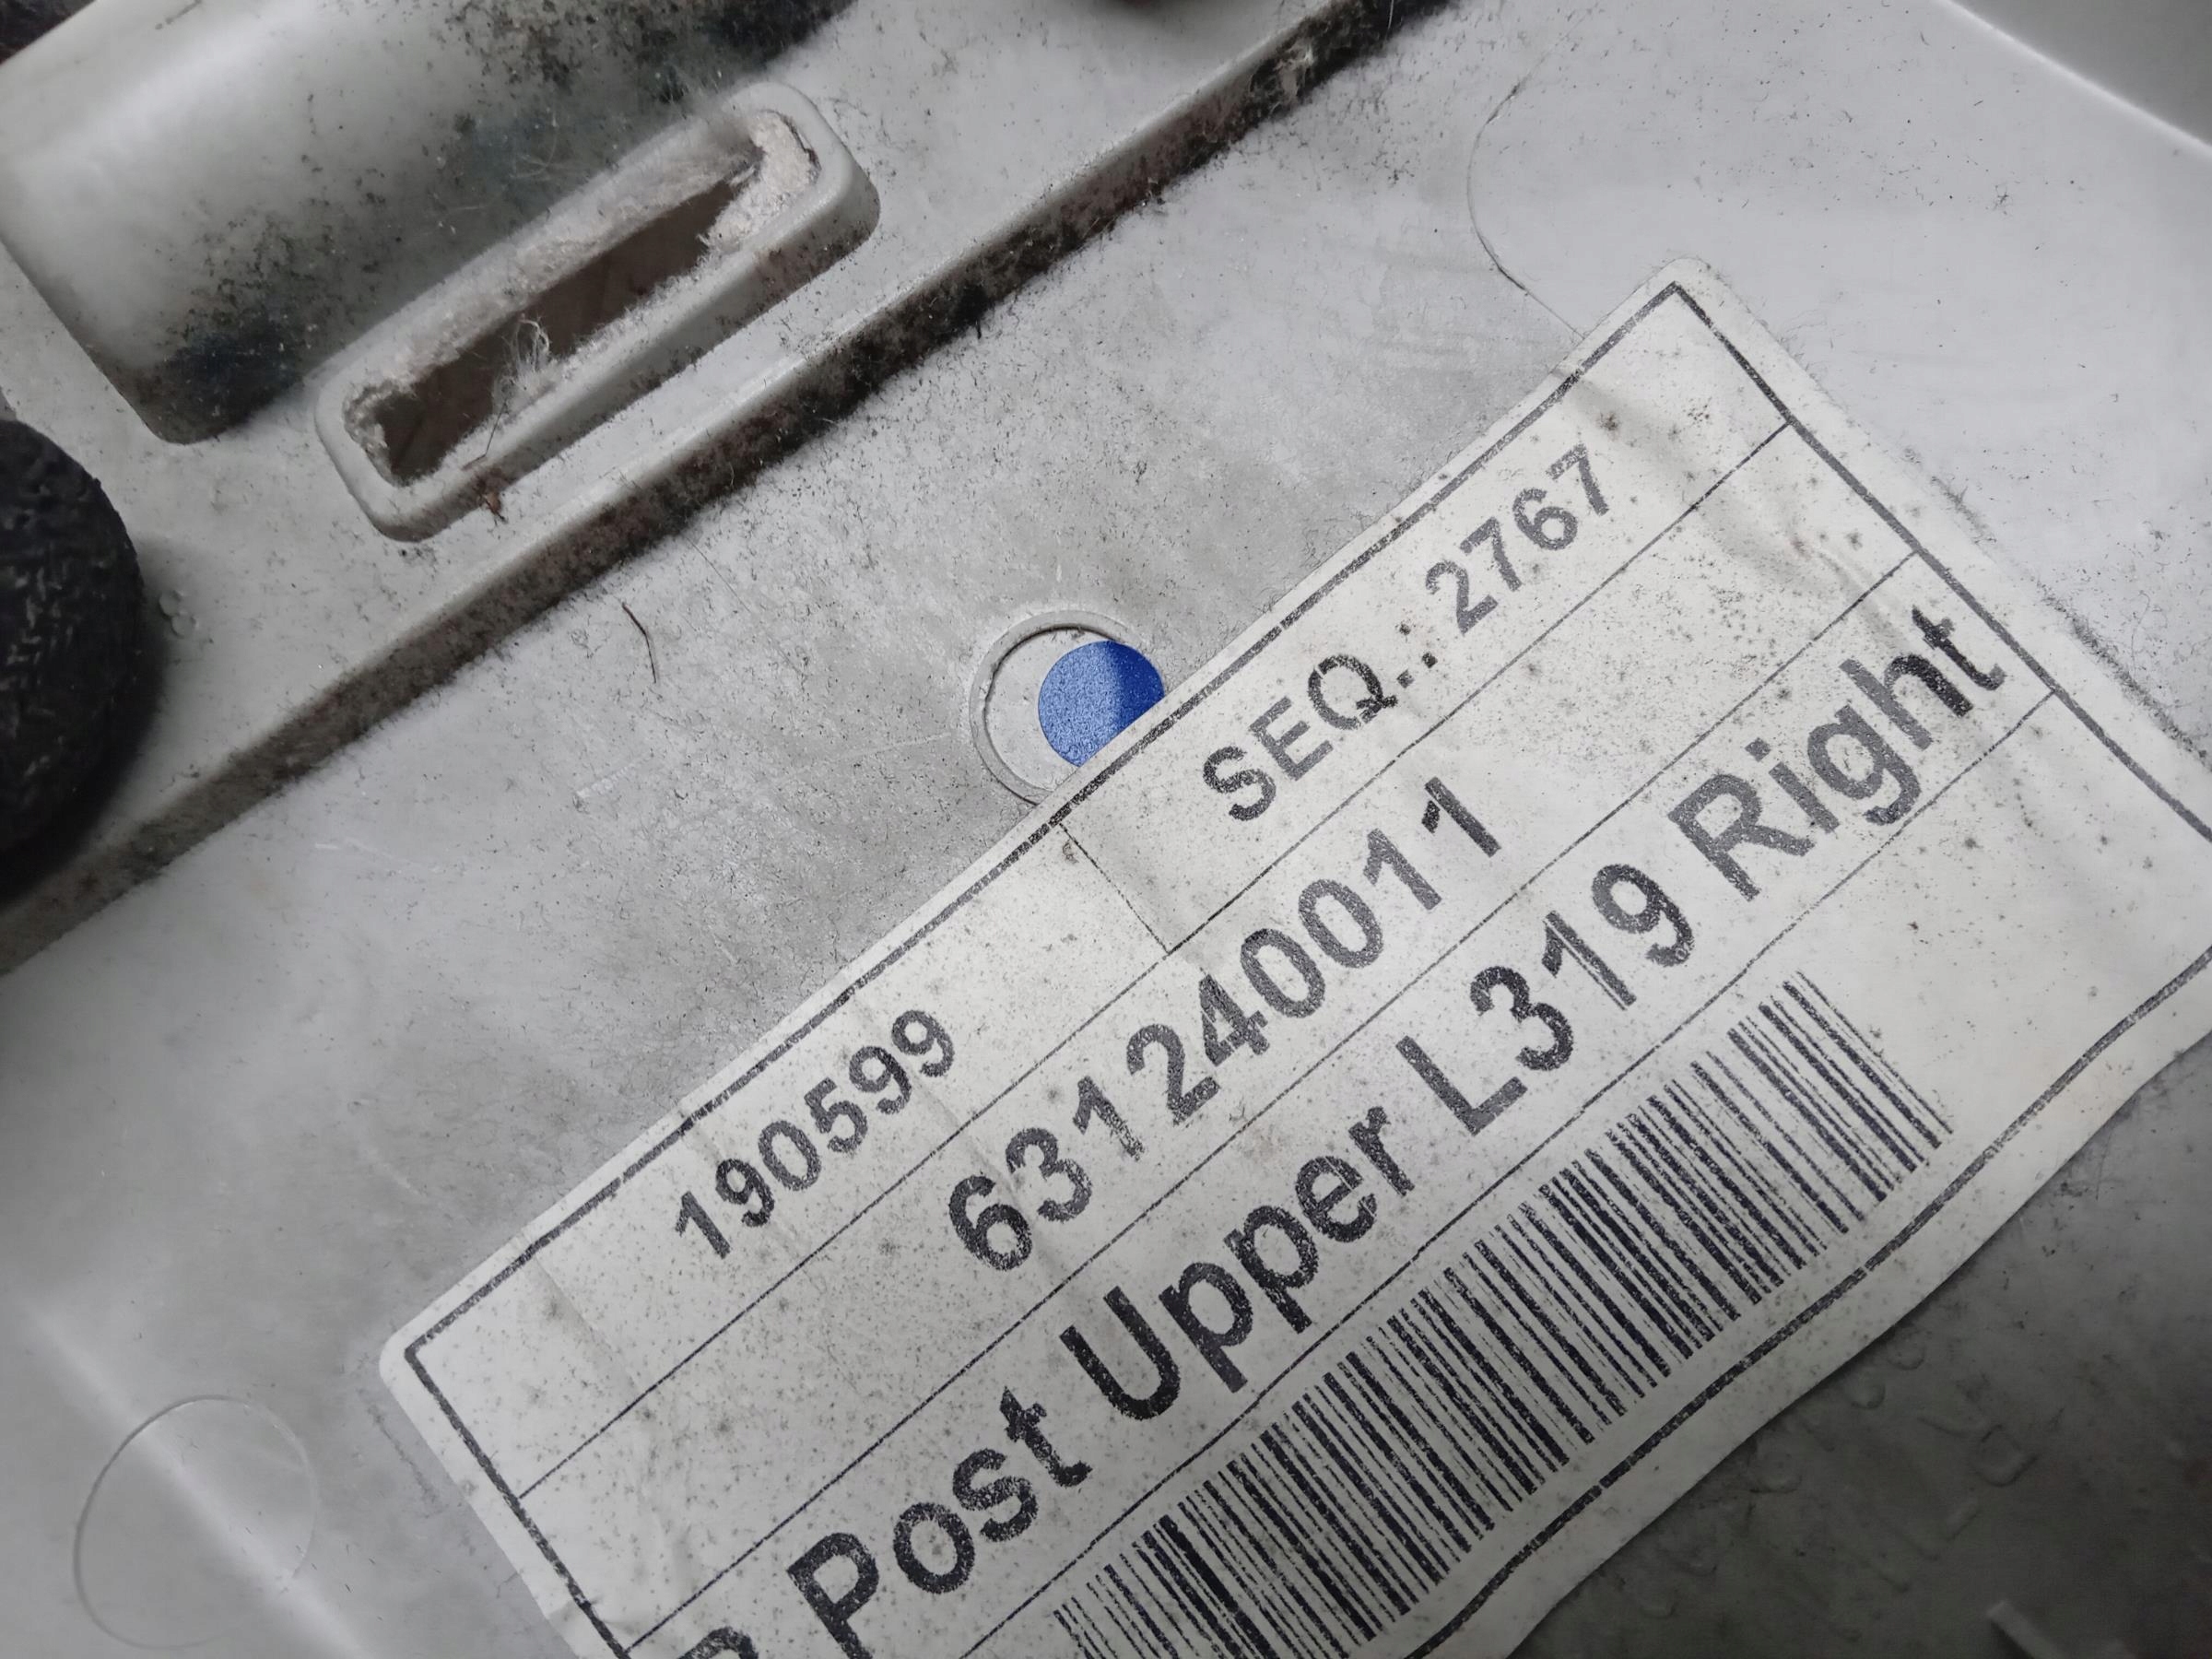 190599 SEQ.: 2767
631240011
Post Upper L319 Right